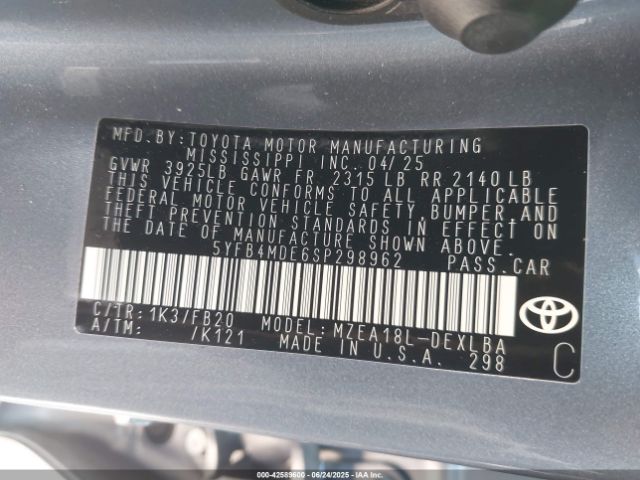 MFD. BY: TOYOTA MOTOR MANUFACTURING
MISSISSIPPI INC. 04/25
GVWR 3925LB GAWR FR 2315 LB RR 2140 LB
THIS VEHICLE CONFORMS TO ALL APPLICABLE
FEDERAL MOTOR VEHICLE SAFETY, BUMPER, AND
THEFT PREVENTION STANDARDS IN EFFECT ON
THE DATE OF MANUFACTURE SHOWN ABOVE.
5YFB4MDE6SP298962 PASS. CAR
C/TR: 1K3/FB20 MODEL: MZEA18L-DEXLBA
A/TM: /K121 MADE IN U.S.A. 298
C
000-42589600 - 06/24/2025 - IAAI.COM